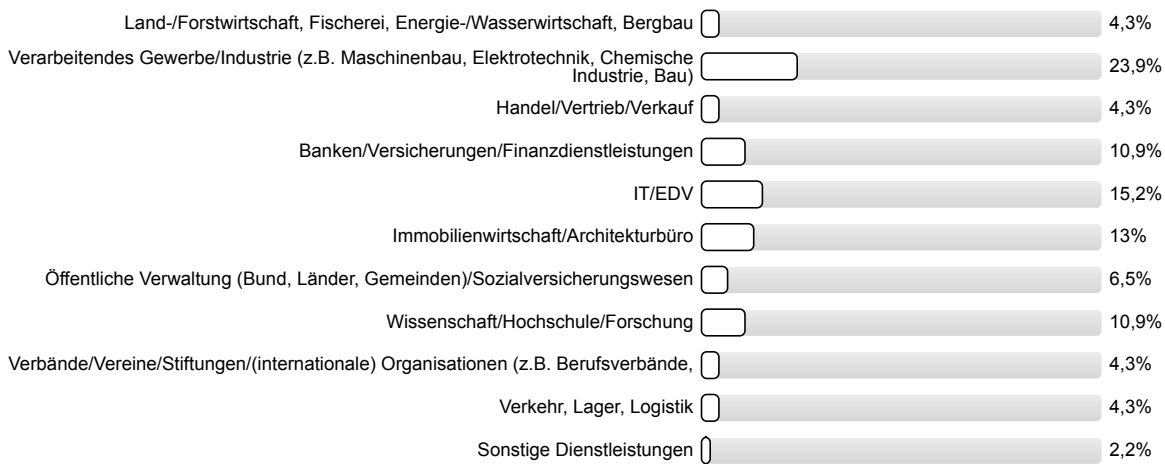 Land-/Forstwirtschaft, Fischerei, Energie-/Wasserwirtschaft, Bergbau 4,3%
Verarbeitendes Gewerbe/Industrie (z.B. Maschinenbau, Elektrotechnik, Chemische
Industrie, Bau) 23,9%
Handel/Vertrieb/Verkauf 4,3%
Banken/Versicherungen/Finanzdienstleistungen 10,9%
IT/EDV 15,2%
Immobilienwirtschaft/Architekturbüro 13%
Öffentliche Verwaltung (Bund, Länder, Gemeinden)/Sozialversicherungswesen 6,5%
Wissenschaft/Hochschule/Forschung 10,9%
Verbände/Vereine/Stiftungen/(internationale) Organisationen (z.B. Berufsverbände, 4,3%
Verkehr, Lager, Logistik 4,3%
Sonstige Dienstleistungen 2,2%